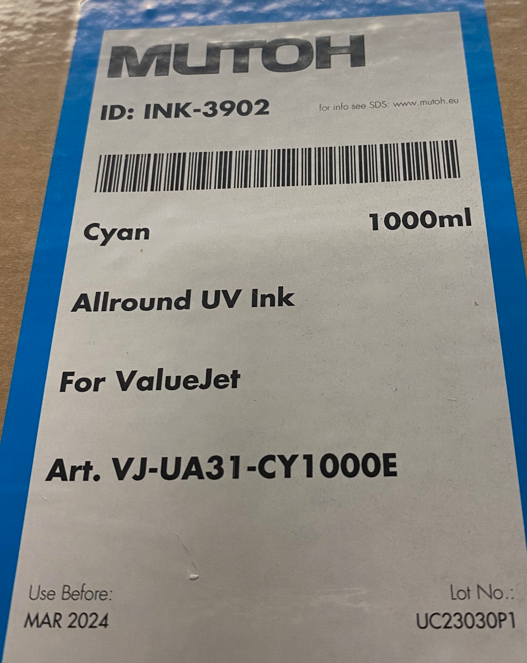 MUTOH
ID: INK-3902 for info see SDS: www.mutoh.eu
Cyan 1000ml
Allround UV Ink
For ValueJet
Art. VJ-UA31-CY1000E
Use Before: Lot No.:
MAR 2024 UC23030P1